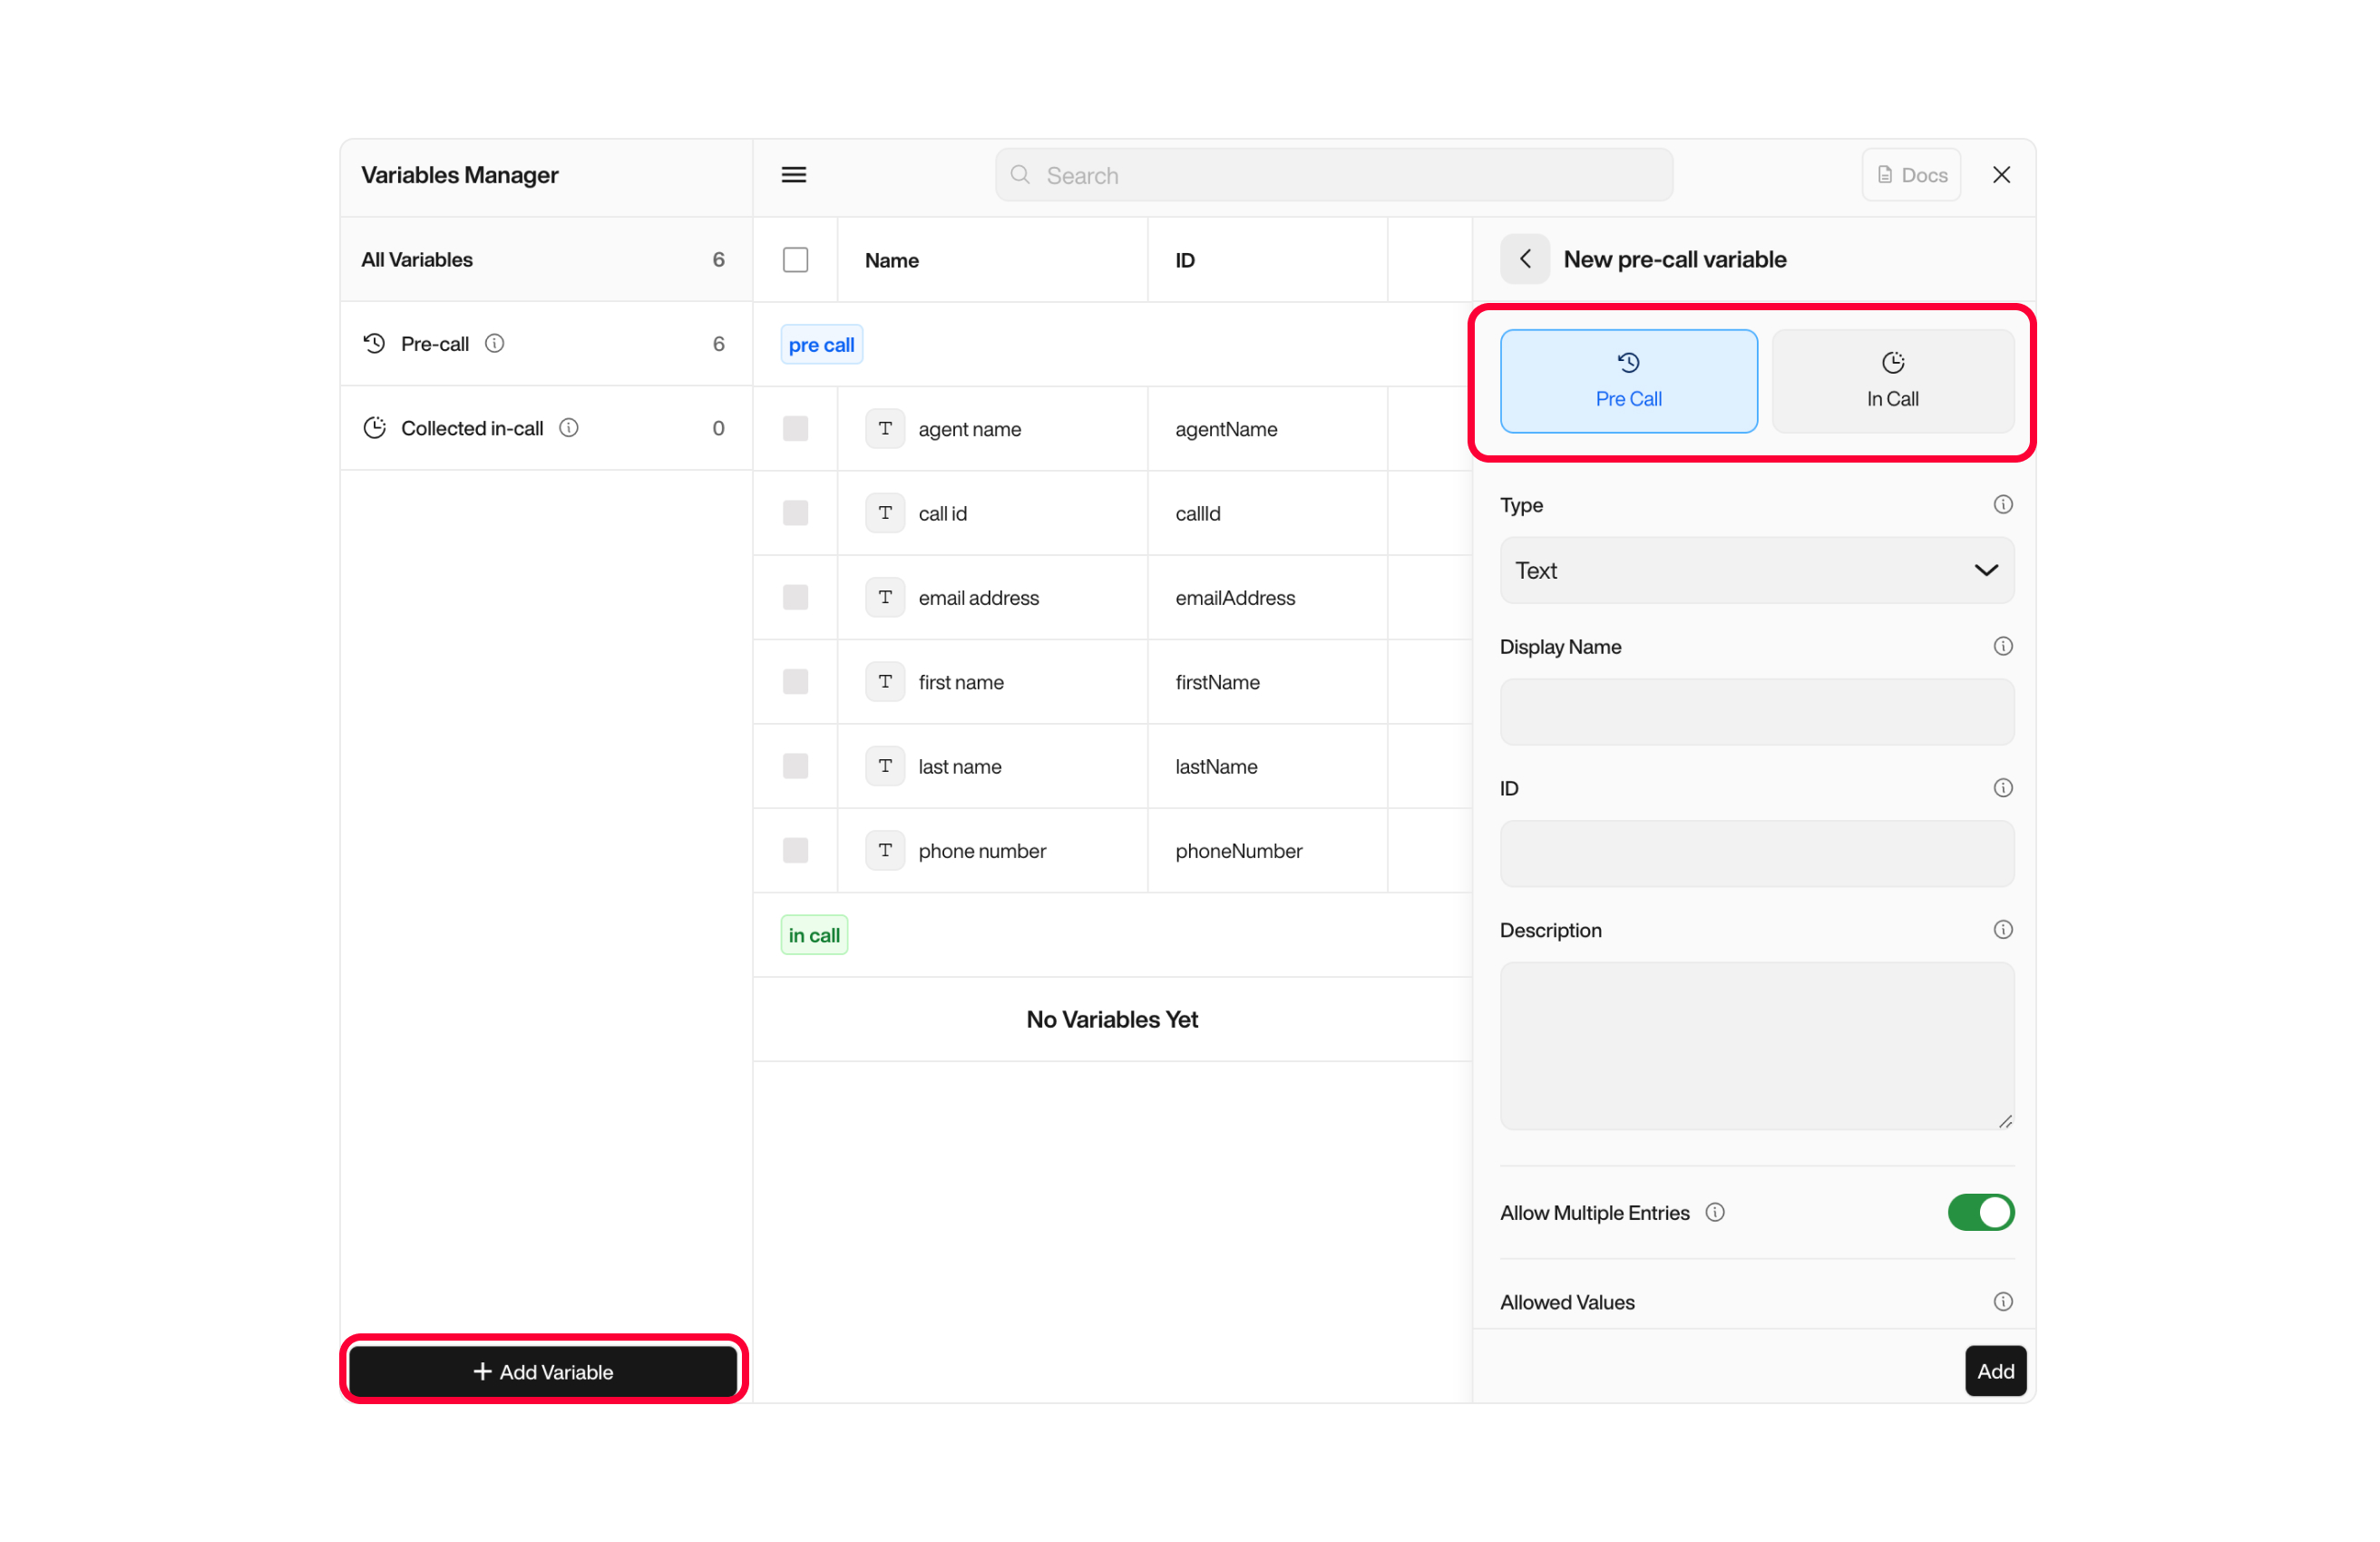 Variables Manager
Search
Docs
All Variables 6
Pre-call 6
Collected in-call 0
+ Add Variable
Name ID
pre call
T agent name agentName
T call id callId
T email address emailAddress
T first name firstName
T last name lastName
T phone number phoneNumber
in call
No Variables Yet
New pre-call variable
Pre Call
In Call
Type
Text
Display Name
ID
Description
Allow Multiple Entries
Allowed Values
Add